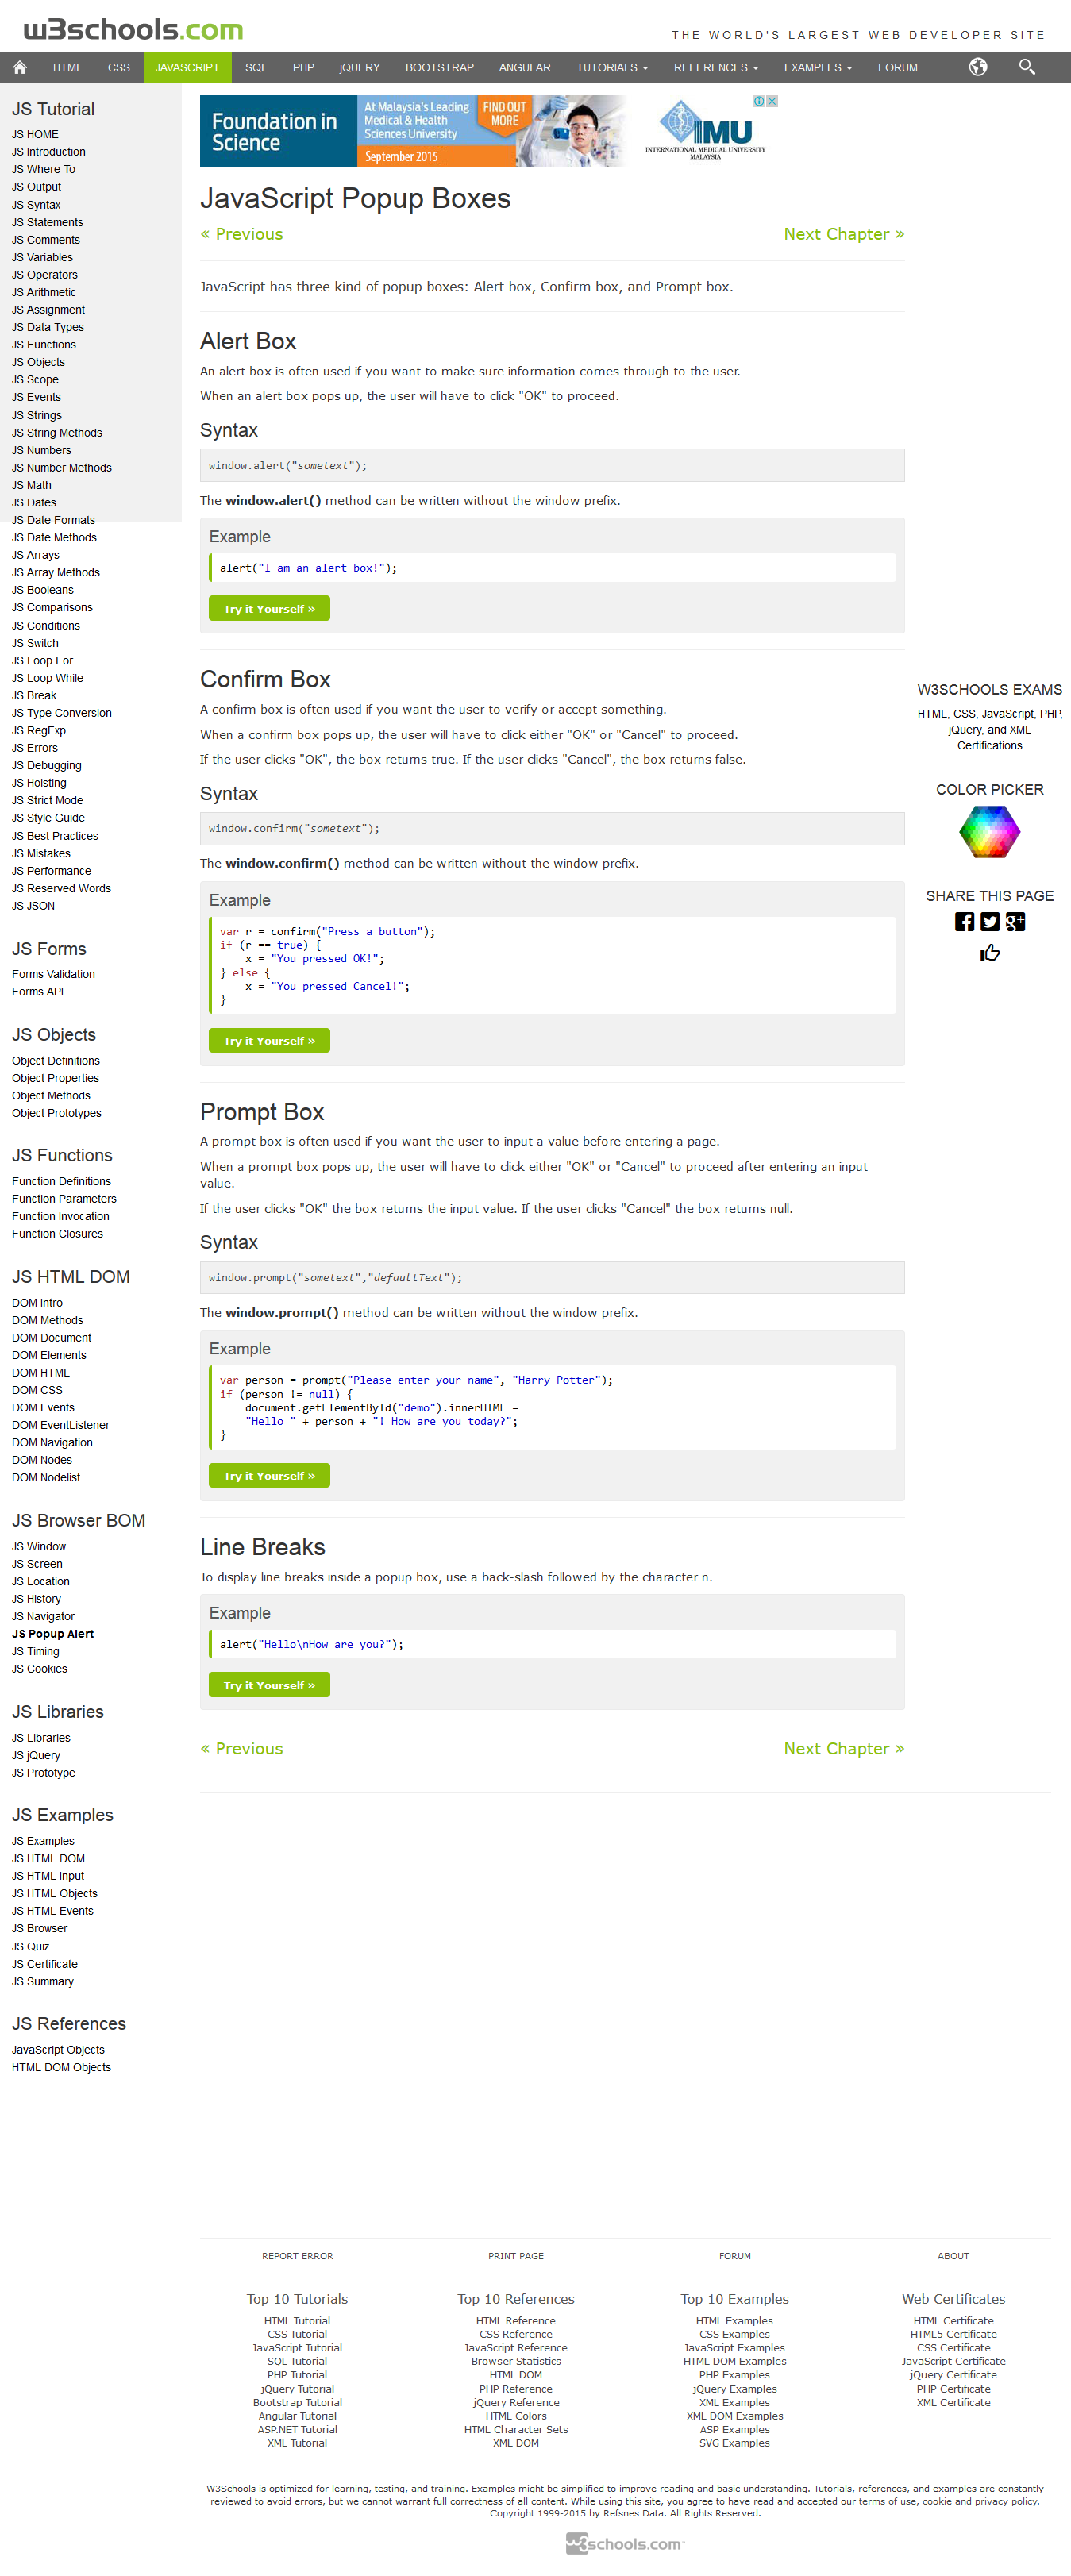 w3schools.com
THE WORLD'S LARGEST WEB DEVELOPER SITE
HTML CSS JAVASCRIPT SQL PHP jQUERY BOOTSTRAP ANGULAR TUTORIALS REFERENCES EXAMPLES FORUM
JS Tutorial
JS HOME
JS Introduction
JS Where To
JS Output
JS Syntax
JS Statements
JS Comments
JS Variables
JS Operators
JS Arithmetic
JS Assignment
JS Data Types
JS Functions
JS Objects
JS Scope
JS Events
JS Strings
JS String Methods
JS Numbers
JS Number Methods
JS Math
JS Dates
JS Date Formats
JS Date Methods
JS Arrays
JS Array Methods
JS Booleans
JS Comparisons
JS Conditions
JS Switch
JS Loop For
JS Loop While
JS Break
JS Type Conversion
JS RegExp
JS Errors
JS Debugging
JS Hoisting
JS Strict Mode
JS Style Guide
JS Best Practices
JS Mistakes
JS Performance
JS Reserved Words
JS JSON
JS Forms
Forms Validation
Forms API
JS Objects
Object Definitions
Object Properties
Object Methods
Object Prototypes
JS Functions
Function Definitions
Function Parameters
Function Invocation
Function Closures
JS HTML DOM
DOM Intro
DOM Methods
DOM Document
DOM Elements
DOM HTML
DOM CSS
DOM Events
DOM EventListener
DOM Navigation
DOM Nodes
DOM Nodelist
JS Browser BOM
JS Window
JS Screen
JS Location
JS History
JS Navigator
JS Popup Alert
JS Timing
JS Cookies
JS Libraries
JS Libraries
JS jQuery
JS Prototype
JS Examples
JS Examples
JS HTML DOM
JS HTML Input
JS HTML Objects
JS HTML Events
JS Browser
JS Quiz
JS Certificate
JS Summary
JS References
JavaScript Objects
HTML DOM Objects
Foundation in
Science
At Malaysia's Leading
Medical & Health
Sciences University
September 2015
FIND OUT
MORE
IMU
INTERNATIONAL MEDICAL UNIVERSITY
MALAYSIA
JavaScript Popup Boxes
« Previous
Next Chapter »
JavaScript has three kind of popup boxes: Alert box, Confirm box, and Prompt box.
Alert Box
An alert box is often used if you want to make sure information comes through to the user.
When an alert box pops up, the user will have to click "OK" to proceed.
Syntax
window.alert("sometext");
The window.alert() method can be written without the window prefix.
Example
alert("I am an alert box!");
Try it Yourself »
Confirm Box
A confirm box is often used if you want the user to verify or accept something.
When a confirm box pops up, the user will have to click either "OK" or "Cancel" to proceed.
If the user clicks "OK", the box returns true. If the user clicks "Cancel", the box returns false.
Syntax
window.confirm("sometext");
The window.confirm() method can be written without the window prefix.
Example
var r = confirm("Press a button");
if (r == true) {
    x = "You pressed OK!";
} else {
    x = "You pressed Cancel!";
}
Try it Yourself »
Prompt Box
A prompt box is often used if you want the user to input a value before entering a page.
When a prompt box pops up, the user will have to click either "OK" or "Cancel" to proceed after entering an input
value.
If the user clicks "OK" the box returns the input value. If the user clicks "Cancel" the box returns null.
Syntax
window.prompt("sometext","defaultText");
The window.prompt() method can be written without the window prefix.
Example
var person = prompt("Please enter your name", "Harry Potter");
if (person != null) {
    document.getElementById("demo").innerHTML =
    "Hello " + person + "! How are you today?";
}
Try it Yourself »
Line Breaks
To display line breaks inside a popup box, use a back-slash followed by the character n.
Example
alert("Hello\nHow are you?");
Try it Yourself »
« Previous
Next Chapter »
W3SCHOOLS EXAMS
HTML, CSS, JavaScript, PHP,
jQuery, and XML
Certifications
COLOR PICKER
SHARE THIS PAGE
g+
REPORT ERROR
PRINT PAGE
FORUM
ABOUT
Top 10 Tutorials
HTML Tutorial
CSS Tutorial
JavaScript Tutorial
SQL Tutorial
PHP Tutorial
jQuery Tutorial
Bootstrap Tutorial
Angular Tutorial
ASP.NET Tutorial
XML Tutorial
Top 10 References
HTML Reference
CSS Reference
JavaScript Reference
Browser Statistics
HTML DOM
PHP Reference
jQuery Reference
HTML Colors
HTML Character Sets
XML DOM
Top 10 Examples
HTML Examples
CSS Examples
JavaScript Examples
HTML DOM Examples
PHP Examples
jQuery Examples
XML Examples
XML DOM Examples
ASP Examples
SVG Examples
Web Certificates
HTML Certificate
HTML5 Certificate
CSS Certificate
JavaScript Certificate
jQuery Certificate
PHP Certificate
XML Certificate
W3Schools is optimized for learning, testing, and training. Examples might be simplified to improve reading and basic understanding. Tutorials, references, and examples are constantly
reviewed to avoid errors, but we cannot warrant full correctness of all content. While using this site, you agree to have read and accepted our terms of use, cookie and privacy policy.
Copyright 1999-2015 by Refsnes Data. All Rights Reserved.
w3schools.com